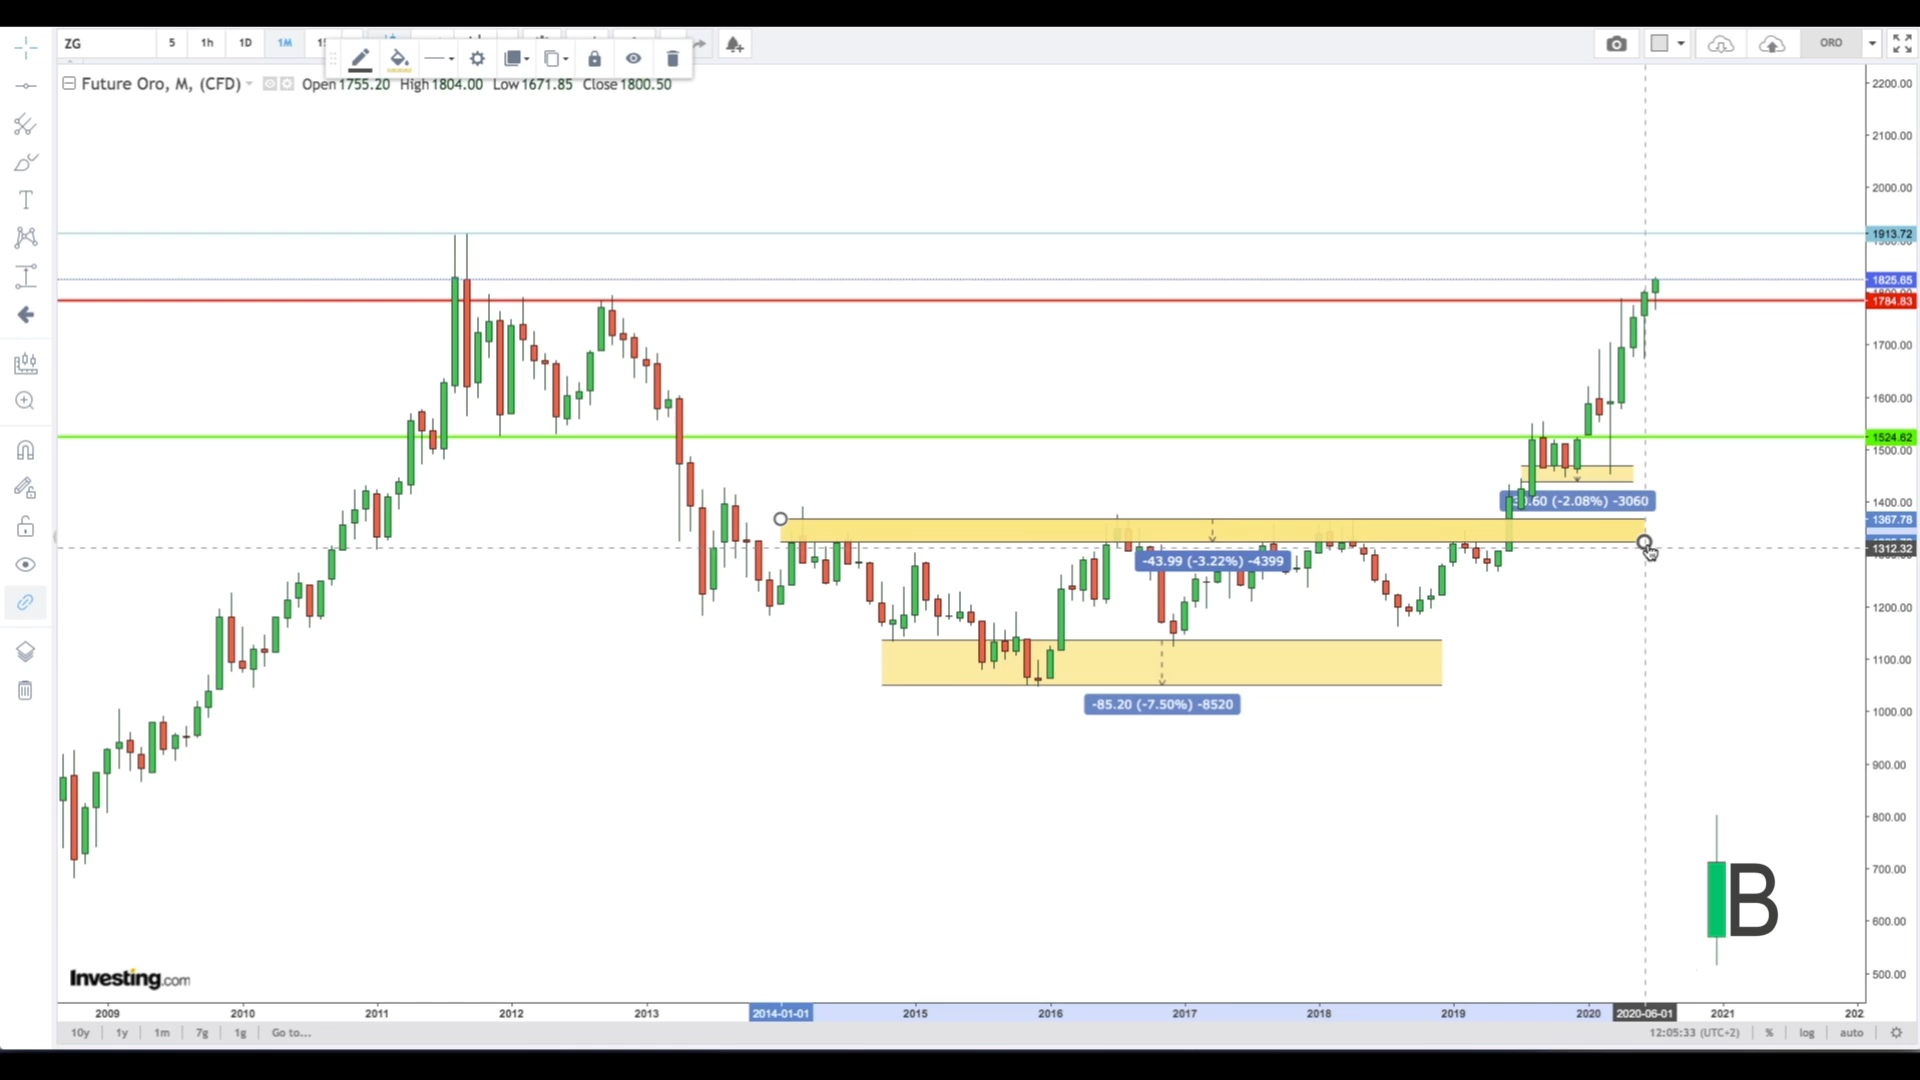 ZG 5 1h 1D 1M ORO
Future Oro, M, (CFD) Open 1755.20 High 1804.00 Low 1671.85 Close 1800.50
2200.00
2100.00
2000.00
1913.72
1825.65
1784.83
1700.00
1600.00
1524.62
1500.00
1400.00
.60 (-2.08%) -3060
1367.78
1312.32
-43.99 (-3.22%) -4399
1200.00
1100.00
-85.20 (-7.50%) -8520
1000.00
900.00
800.00
700.00
B
600.00
Investing.com
500.00
2009 2010 2011 2012 2013 2014-01-01 2015 2016 2017 2018 2019 2020 2020-06-01 2021 202
10y 1y 1m 7g 1g Go to... 12:05:33 (UTC+2) % log auto